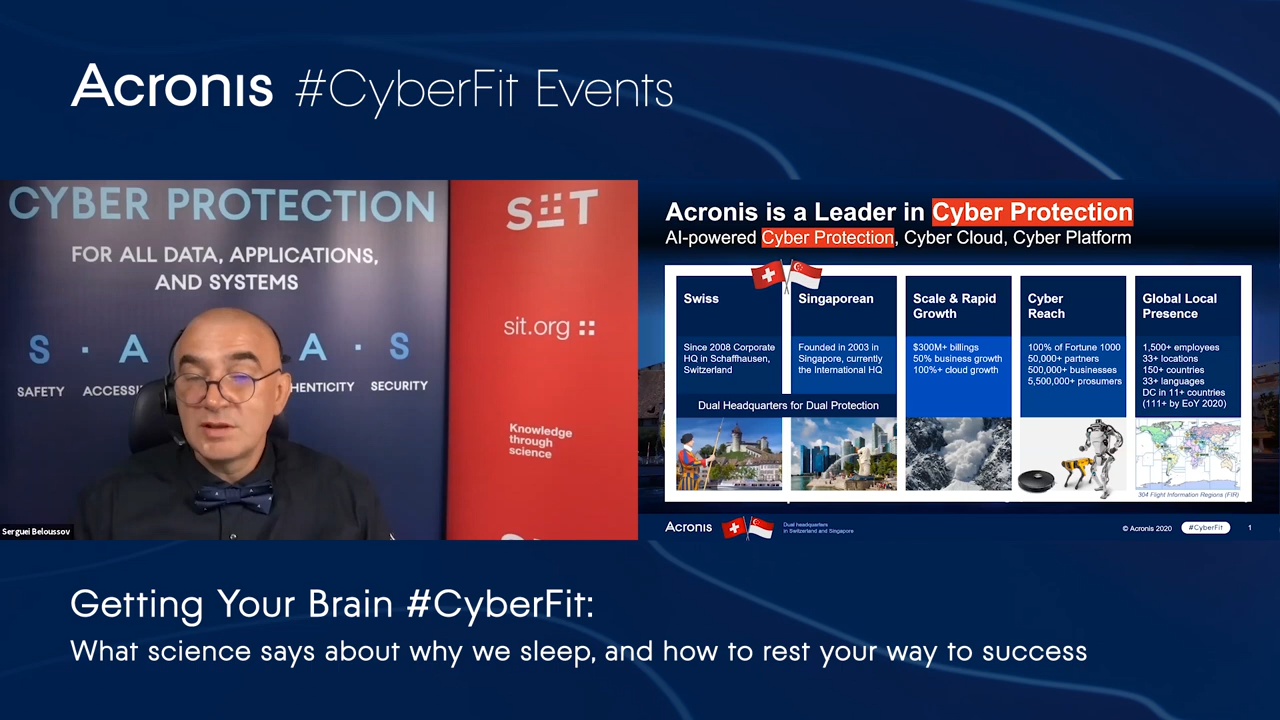 Acronis #CyberFit Events
CYBER PROTECTION
FOR ALL DATA, APPLICATIONS,
AND SYSTEMS
S · A A · S
SAFETY ACCESSI HENTICITY SECURITY
SIT
sit.org
Knowledge
through
science
Serguei Beloussov
Acronis is a Leader in Cyber Protection
AI-powered Cyber Protection, Cyber Cloud, Cyber Platform
Swiss
Since 2008 Corporate
HQ in Schaffhausen,
Switzerland
Singaporean
Founded in 2003 in
Singapore, currently
the International HQ
Dual Headquarters for Dual Protection
Scale & Rapid
Growth
$300M+ billings
50% business growth
100%+ cloud growth
Cyber
Reach
100% of Fortune 1000
50,000+ partners
500,000+ businesses
5,500,000+ prosumers
Global Local
Presence
1,500+ employees
33+ locations
150+ countries
33+ languages
DC in 11+ countries
(111+ by EoY 2020)
304 Flight Information Regions (FIR)
Acronis
Dual headquarters
in Switzerland and Singapore
© Acronis 2020 #CyberFit 1
Getting Your Brain #CyberFit:
What science says about why we sleep, and how to rest your way to success